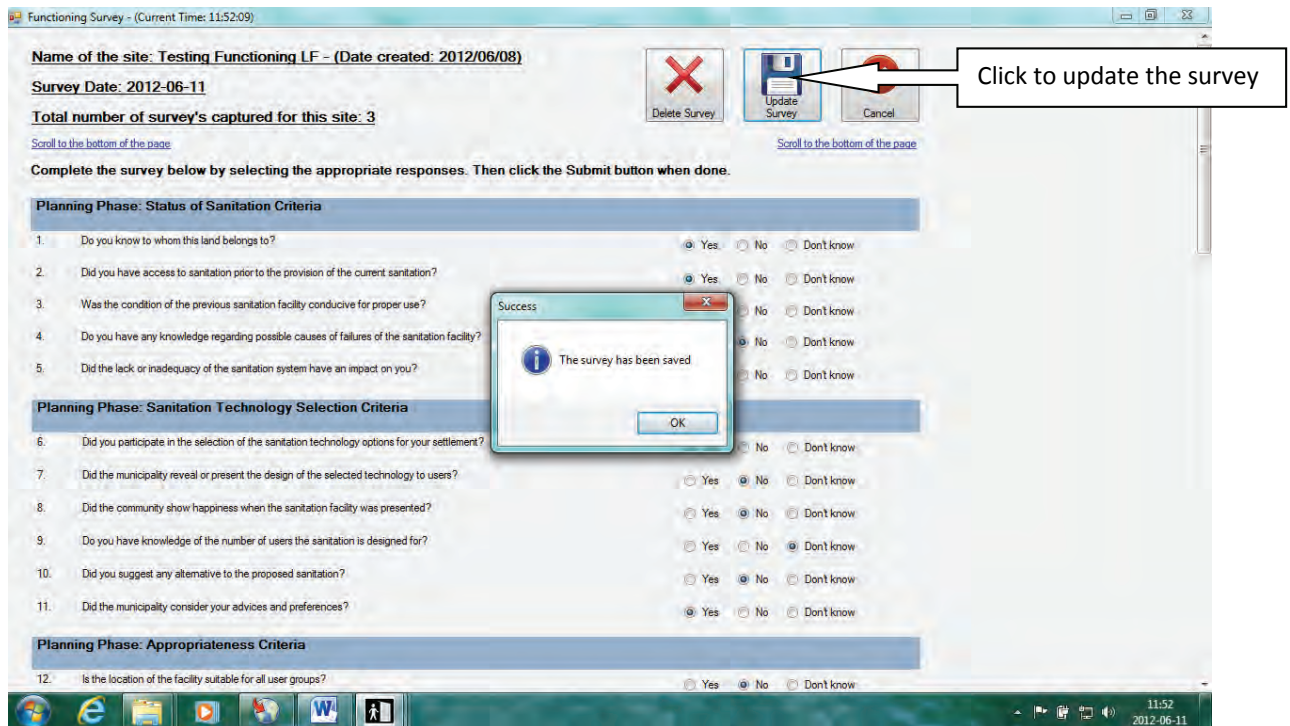 Functioning Survey - (Current Time: 11:52:09)
Name of the site: Testing Functioning LF - (Date created: 2012/06/08)
Survey Date: 2012-06-11
Total number of survey's captured for this site: 3
Delete Survey
Update
Survey
Cancel
Click to update the survey
Scroll to the bottom of the page
Scroll to the bottom of the page
Complete the survey below by selecting the appropriate responses. Then click the Submit button when done.
Planning Phase: Status of Sanitation Criteria
1. Do you know to whom this land belongs to? Yes No Don't know
2. Did you have access to sanitation prior to the provision of the current sanitation? Yes No Don't know
3. Was the condition of the previous sanitation facility conducive for proper use? No Don't know
4. Do you have any knowledge regarding possible causes of failures of the sanitation facility? No Don't know
5. Did the lack or inadequacy of the sanitation system have an impact on you? No Don't know
Success
X
The survey has been saved
OK
Planning Phase: Sanitation Technology Selection Criteria
6. Did you participate in the selection of the sanitation technology options for your settlement? No Don't know
7. Did the municipality reveal or present the design of the selected technology to users? Yes No Don't know
8. Did the community show happiness when the sanitation facility was presented? Yes No Don't know
9. Do you have knowledge of the number of users the sanitation is designed for? Yes No Don't know
10. Did you suggest any alternative to the proposed sanitation? Yes No Don't know
11. Did the municipality consider your advices and preferences? Yes No Don't know
Planning Phase: Appropriateness Criteria
12. Is the location of the facility suitable for all user groups? Yes No Don't know
W
11:52
2012-06-11